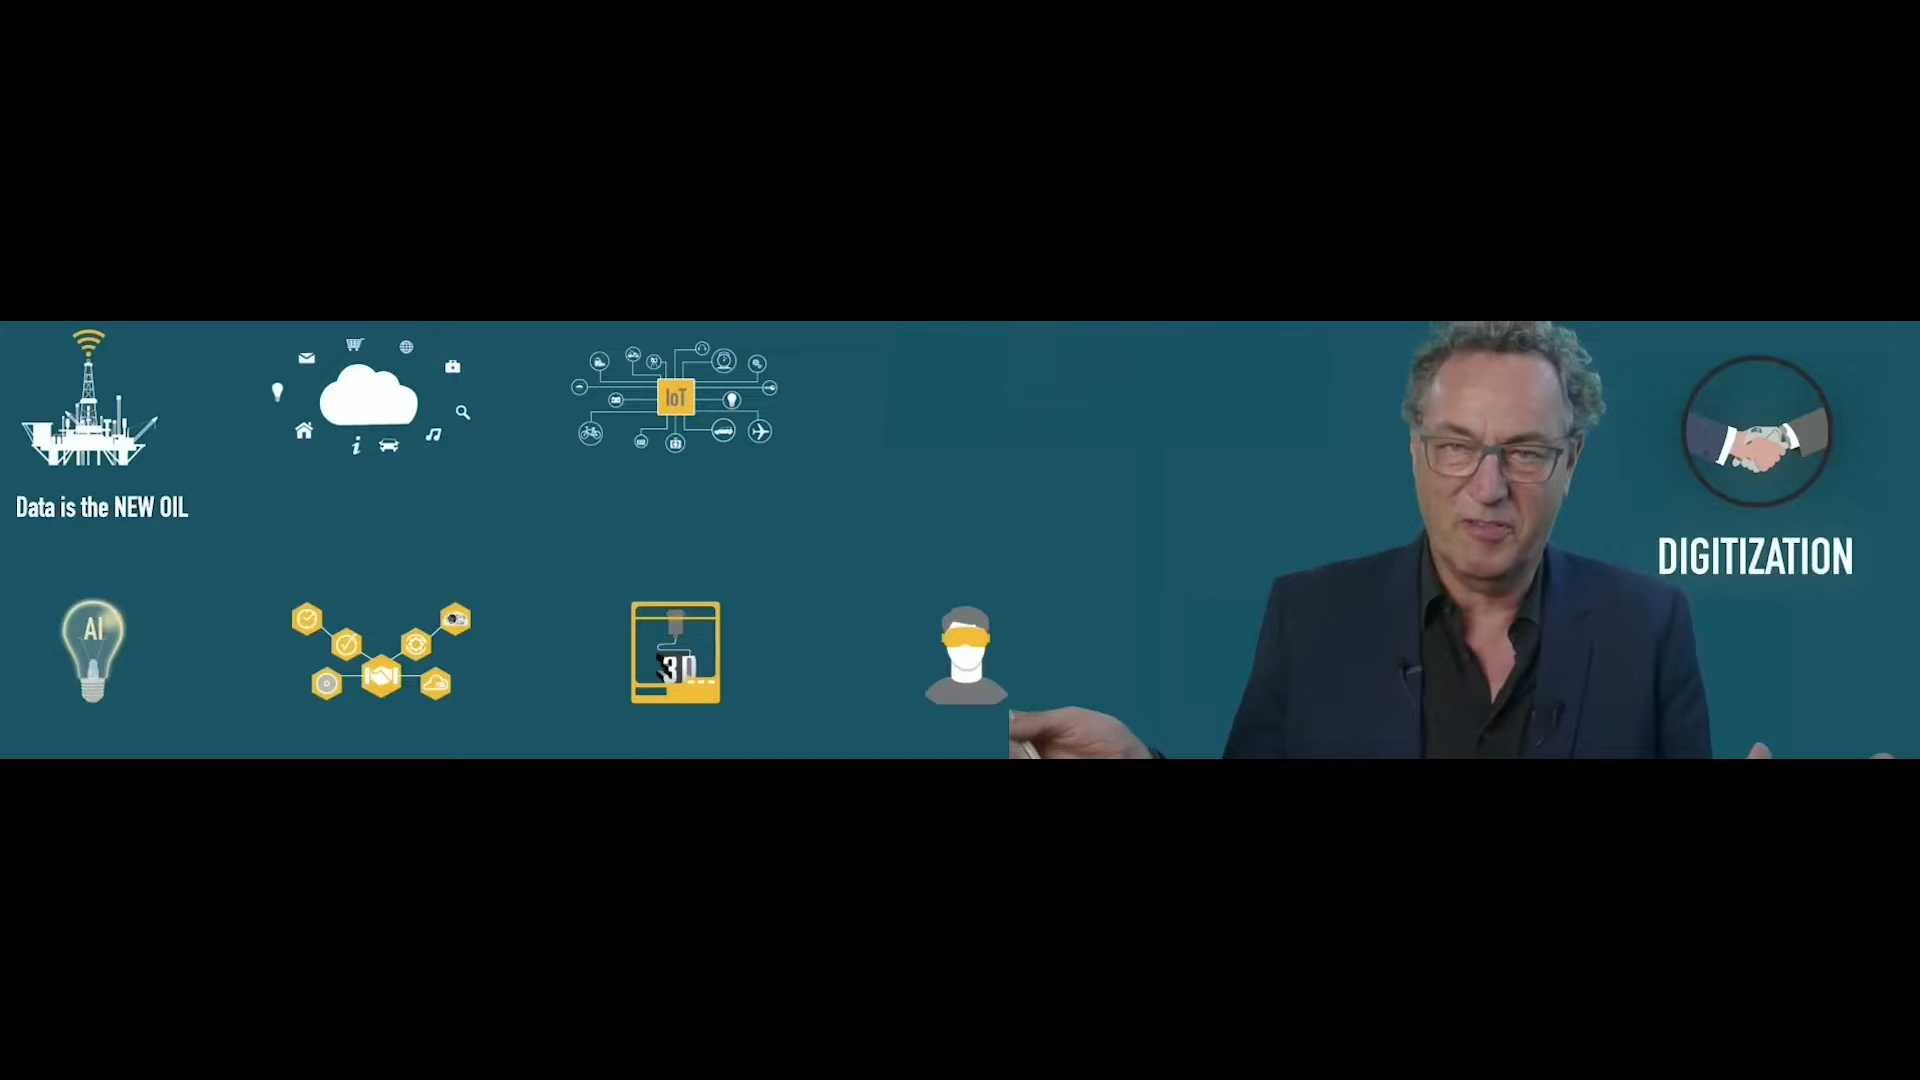 IoT
Data is the NEW OIL
DIGITIZATION
AI
3D